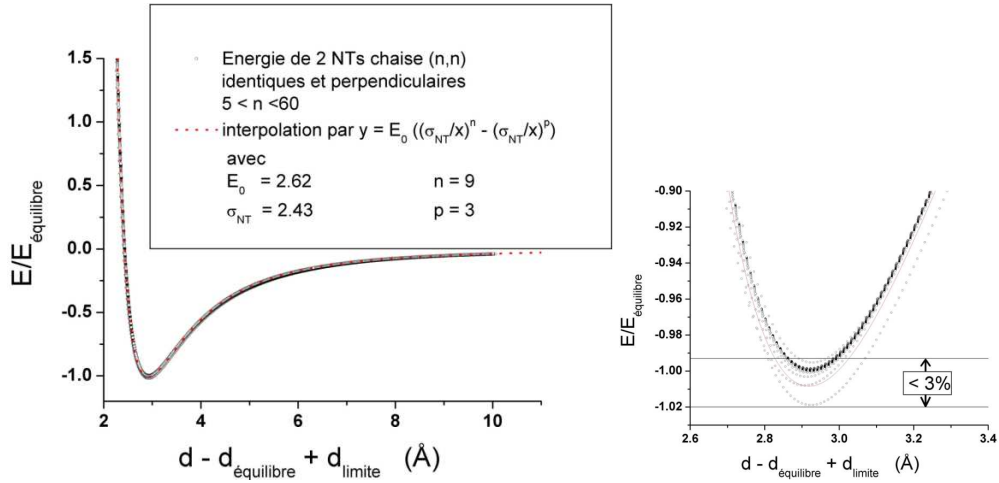 Energie de 2 NTs chaise (n,n)
identiques et perpendiculaires
5 < n <60
interpolation par y = E₀ ((σ_NT/x)ⁿ - (σ_NT/x)ᵖ)
avec
E₀ = 2.62 n = 9
σ_NT = 2.43 p = 3
1.5
1.0
0.5
0.0
-0.5
-1.0
E/E_équilibre
2 4 6 8 10
d - d_équilibre + d_limite (Å)
-0.90
-0.92
-0.94
-0.96
-0.98
-1.00
-1.02
E/E_équilibre
< 3%
2.6 2.8 3.0 3.2 3.4
d - d_équilibre + d_limite (Å)